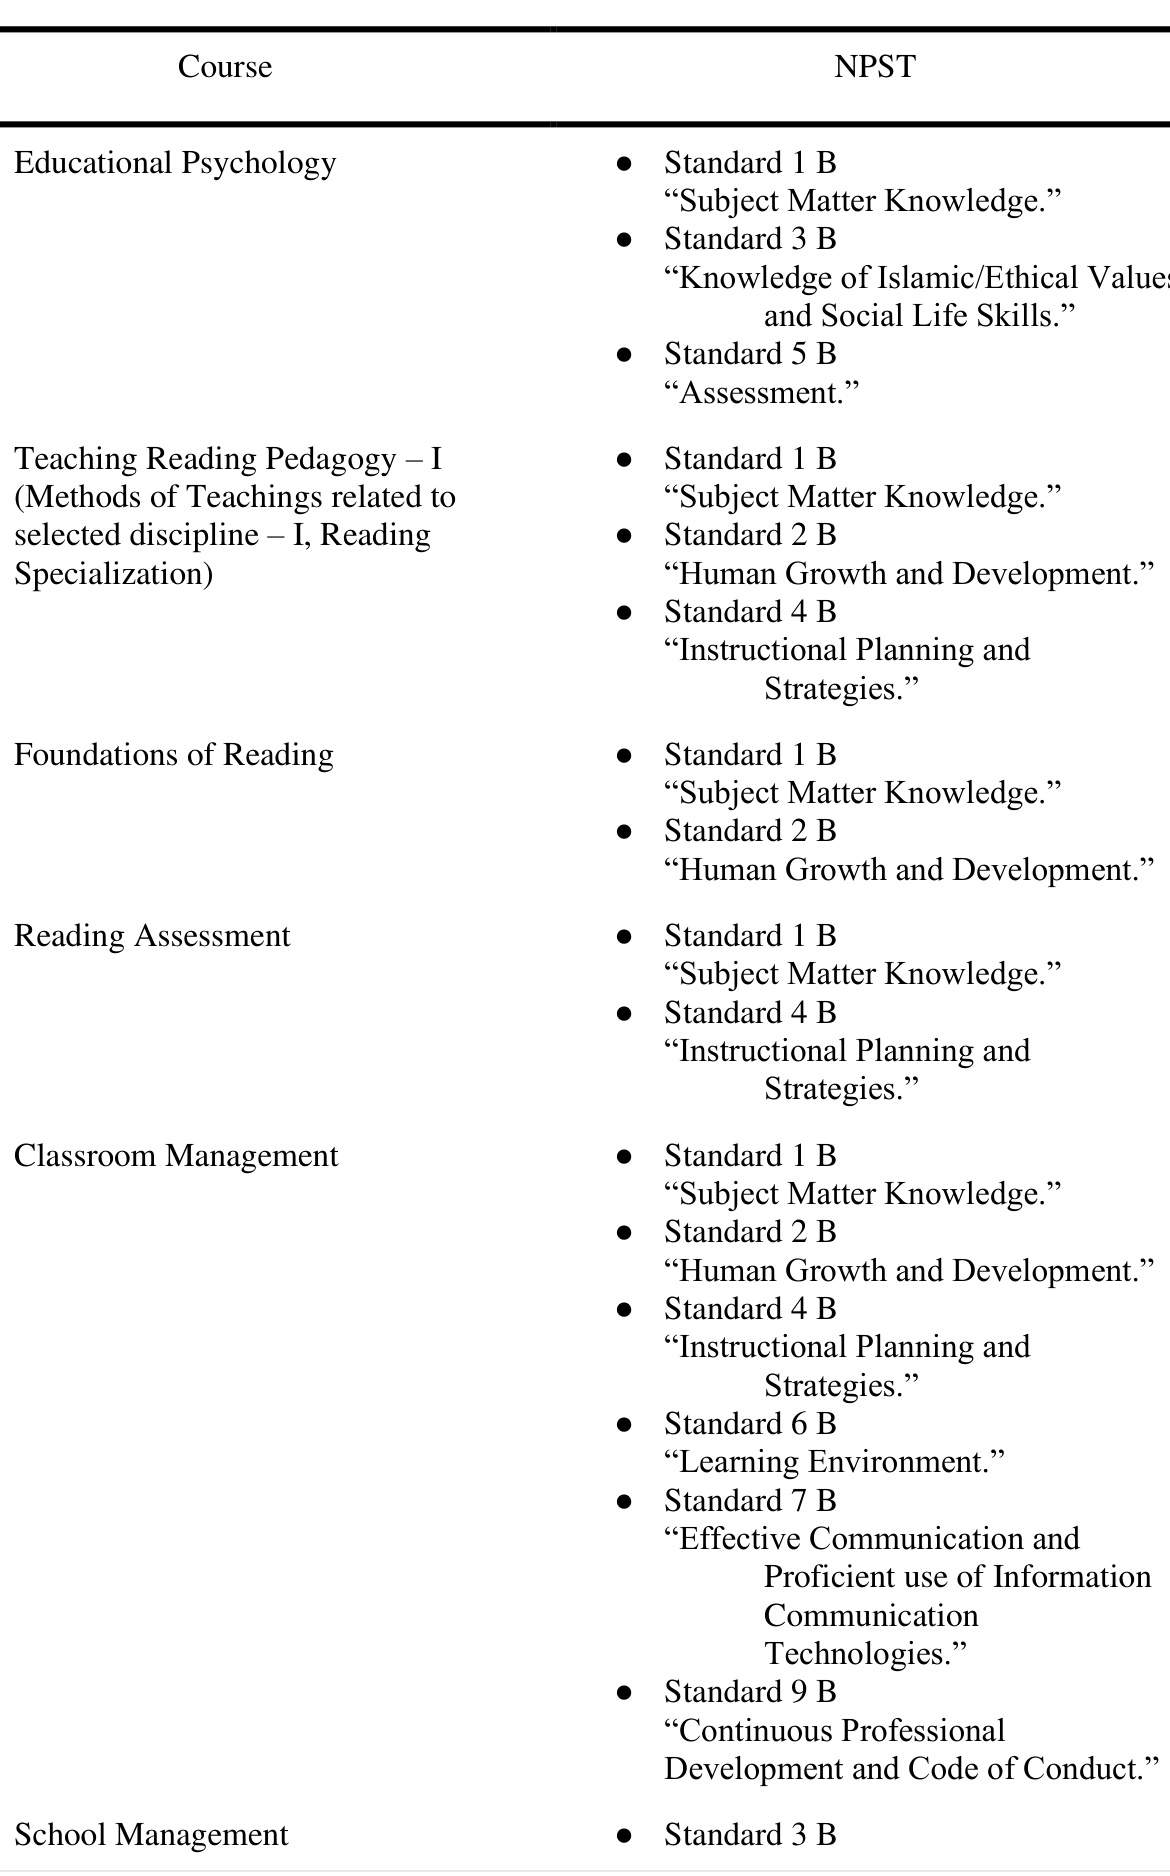 Course NPST
Educational Psychology ● Standard 1 B
“Subject Matter Knowledge.”
● Standard 3 B
“Knowledge of Islamic/Ethical Values
and Social Life Skills.”
● Standard 5 B
“Assessment.”
Teaching Reading Pedagogy – I ● Standard 1 B
(Methods of Teachings related to “Subject Matter Knowledge.”
selected discipline – I, Reading ● Standard 2 B
Specialization) “Human Growth and Development.”
● Standard 4 B
“Instructional Planning and
Strategies.”
Foundations of Reading ● Standard 1 B
“Subject Matter Knowledge.”
● Standard 2 B
“Human Growth and Development.”
Reading Assessment ● Standard 1 B
“Subject Matter Knowledge.”
● Standard 4 B
“Instructional Planning and
Strategies.”
Classroom Management ● Standard 1 B
“Subject Matter Knowledge.”
● Standard 2 B
“Human Growth and Development.”
● Standard 4 B
“Instructional Planning and
Strategies.”
● Standard 6 B
“Learning Environment.”
● Standard 7 B
“Effective Communication and
Proficient use of Information
Communication
Technologies.”
● Standard 9 B
“Continuous Professional
Development and Code of Conduct.”
School Management ● Standard 3 B